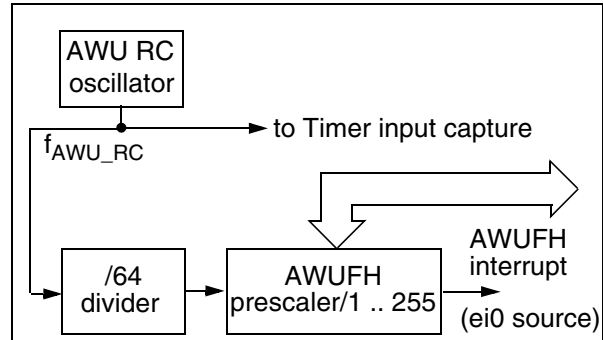 AWU RC
oscillator
to Timer input capture
fAWU_RC
AWUFH
interrupt
/64
divider
AWUFH
prescaler/1 .. 255
(ei0 source)